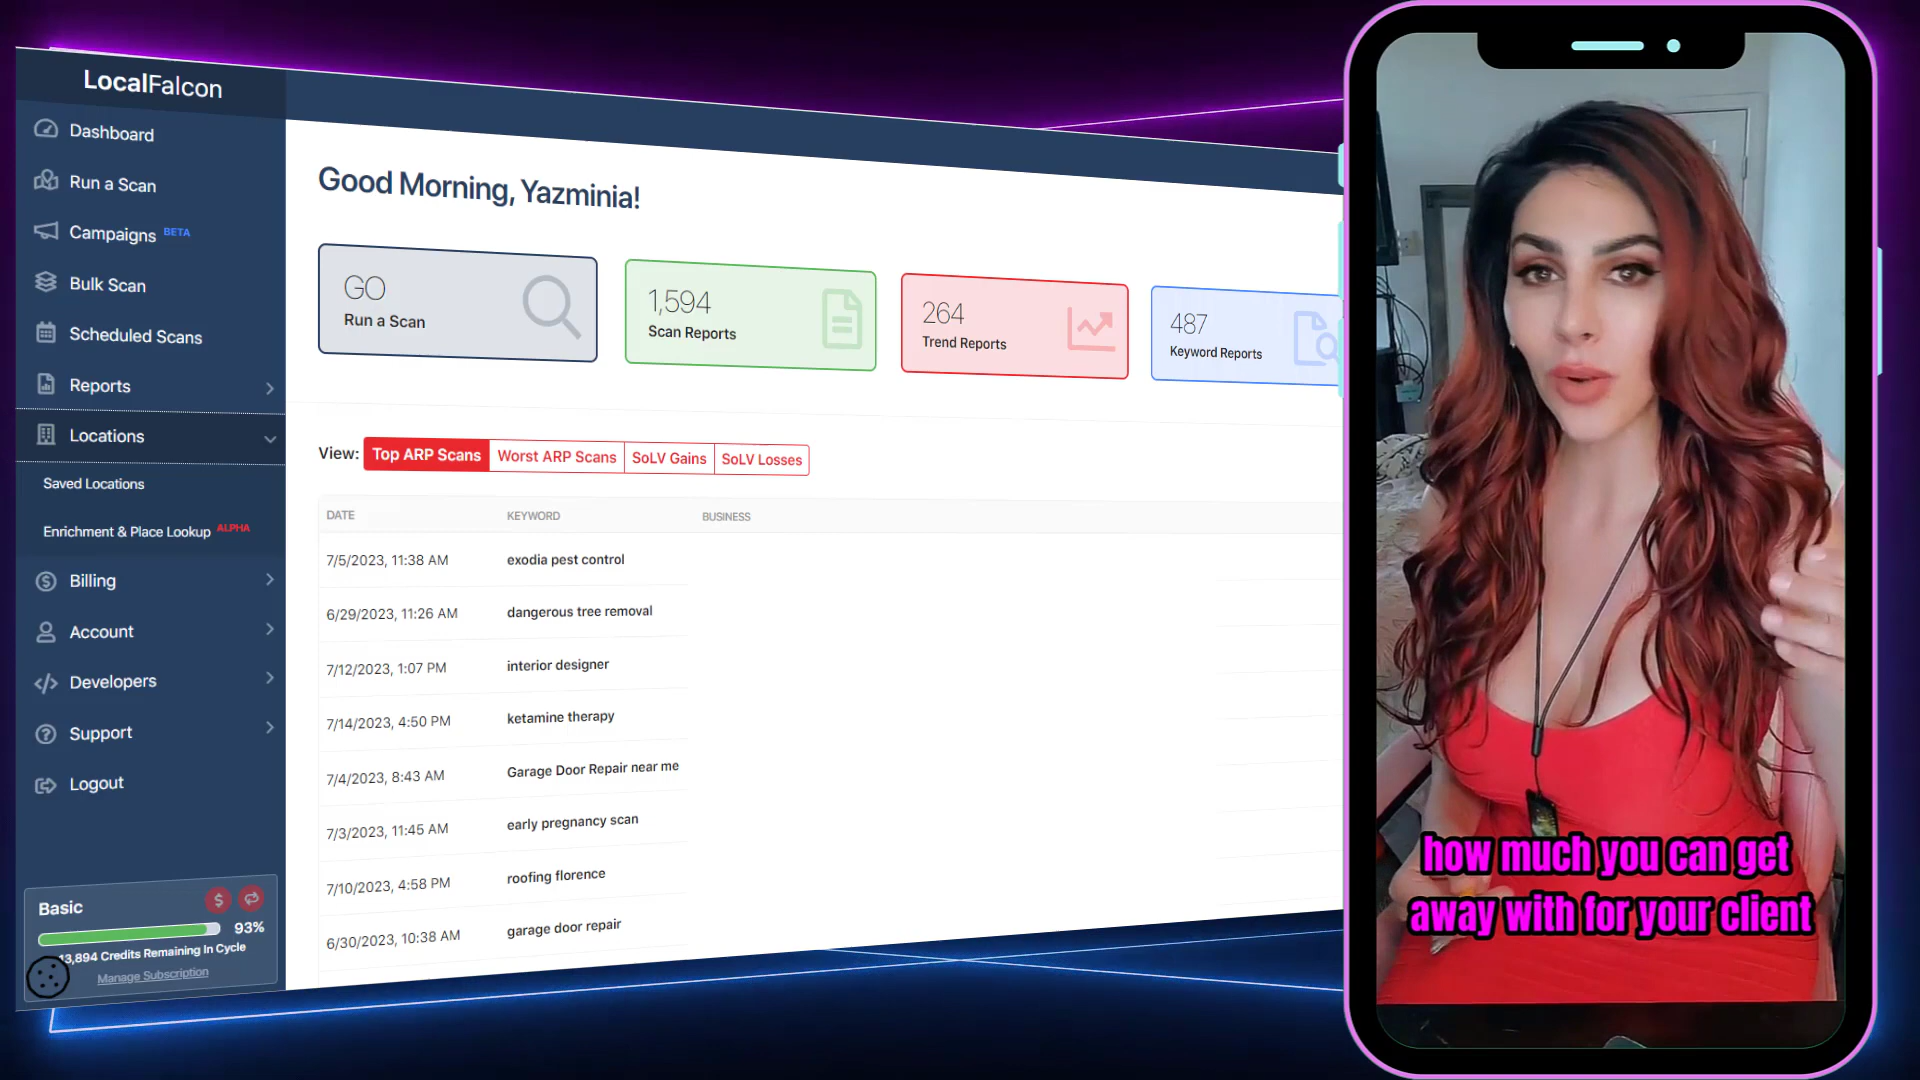 LocalFalcon
Dashboard
Run a Scan
Campaigns BETA
Bulk Scan
Scheduled Scans
Reports
Locations
Saved Locations
Enrichment & Place Lookup ALPHA
Billing
Account
Developers
Support
Logout
Basic
93%
13,894 Credits Remaining In Cycle
Manage Subscription
Good Morning, Yazminia!
GO
Run a Scan
1,594
Scan Reports
264
Trend Reports
487
Keyword Reports
View: Top ARP Scans Worst ARP Scans SoLV Gains SoLV Losses
DATE KEYWORD BUSINESS
7/5/2023, 11:38 AM exodia pest control
6/29/2023, 11:26 AM dangerous tree removal
7/12/2023, 1:07 PM interior designer
7/14/2023, 4:50 PM ketamine therapy
7/4/2023, 8:43 AM Garage Door Repair near me
7/3/2023, 11:45 AM early pregnancy scan
7/10/2023, 4:58 PM roofing florence
6/30/2023, 10:38 AM garage door repair
how much you can get
away with for your client